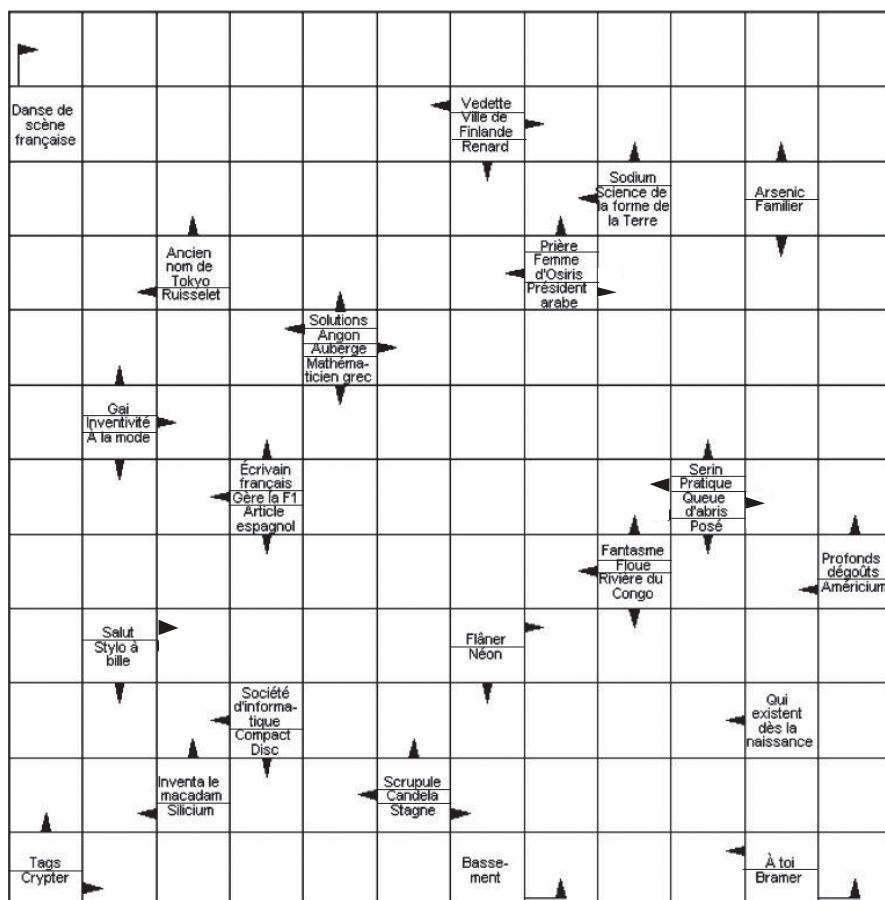 Danse de
scène
française
Vedette
Ville de
Finlande
Renard
Sodium
Science de
la forme de
la Terre
Arsenic
Familier
Ancien
nom de
Tokyo
Ruisselet
Prière
Femme
d'Osiris
Président
arabe
Solutions
Angon
Auberge
Mathéma-
ticien grec
Gai
Inventivité
À la mode
Écrivain
français
Gère la F1
Article
espagnol
Serin
Pratique
Queue
d'abris
Posé
Fantasme
Floue
Rivière du
Congo
Profonds
dégoûts
Américium
Salut
Stylo à
bille
Flâner
Néon
Société
d'informa-
tique
Compact
Disc
Qui
existent
dès la
naissance
Inventa le
macadam
Silicium
Scrupule
Candela
Stagne
Tags
Crypter
Basse-
ment
À toi
Bramer